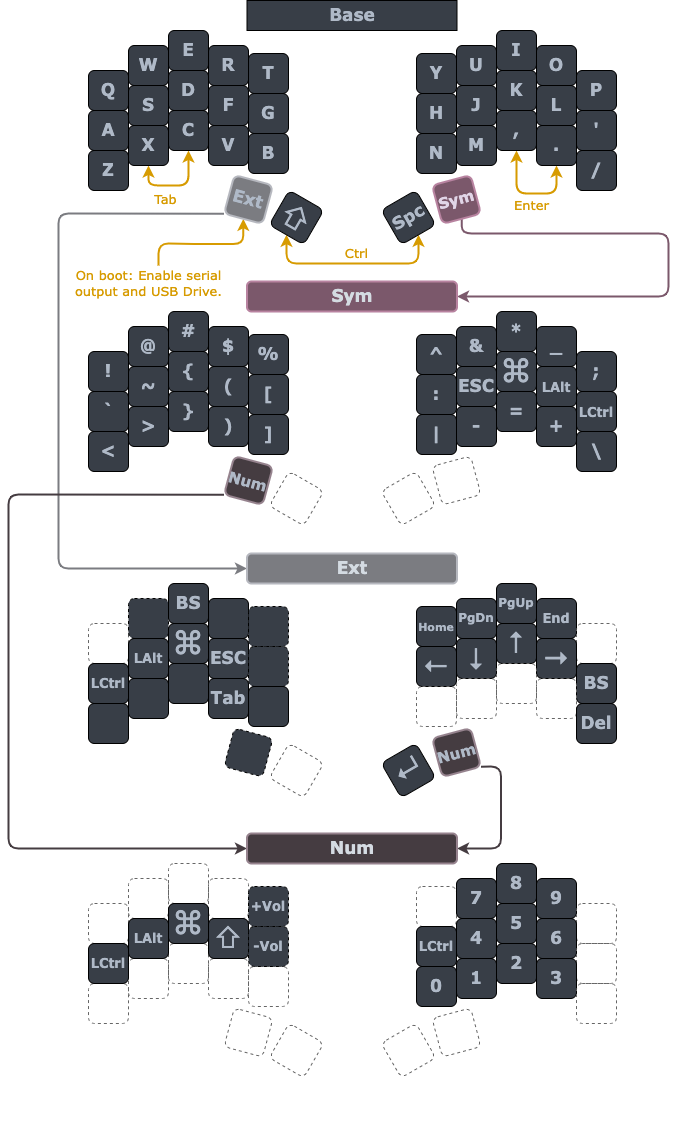 Base
Q W E R T Y U I O P
A S D F G H J K L '
Z X C V B N M , . /
Tab
Enter
Ext ⇧ Spc Sym
Ctrl
On boot: Enable serial
output and USB Drive.
Sym
! @ # $ % ^ & * _ ;
` ~ { ( [ : ESC ⌘ LAlt LCtrl
< > } ) ] | - = + \
Num
Ext
BS Home PgDn PgUp End
LCtrl LAlt ⌘ ESC ← ↓ ↑ → BS
Tab Del
↵ Num
Num
+Vol 7 8 9
LCtrl LAlt ⌘ ⇧ -Vol LCtrl 4 5 6
0 1 2 3